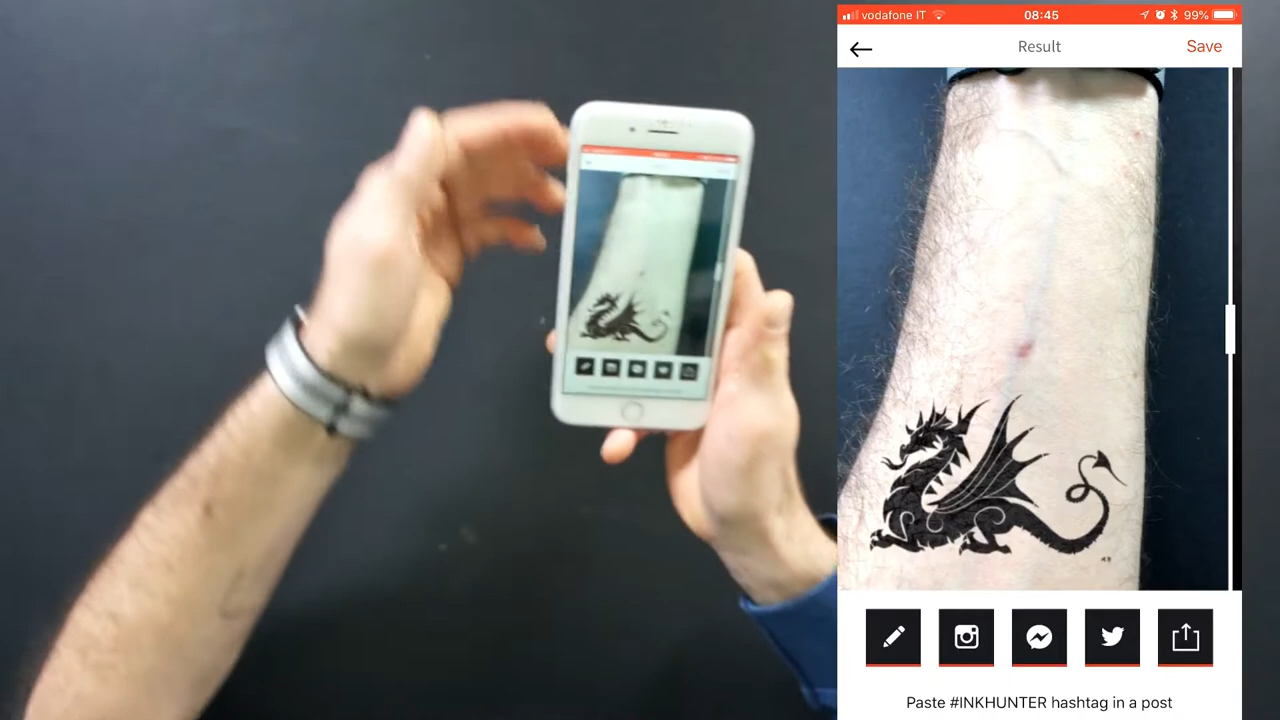 vodafone IT 08:45 99%
Result Save
Paste #INKHUNTER hashtag in a post